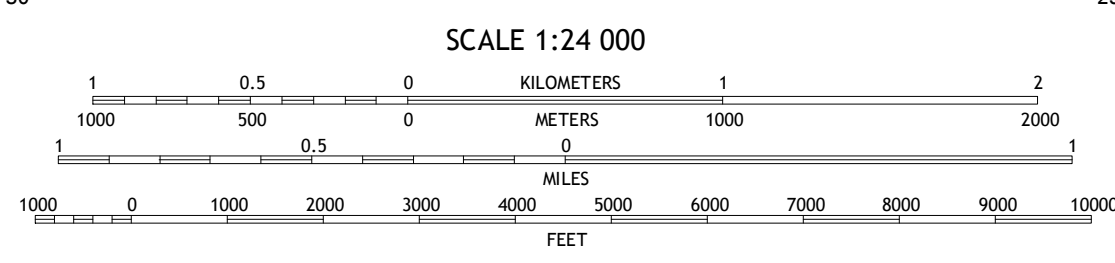 SCALE 1:24 000
1 0.5 0 KILOMETERS 1 2
1000 500 0 METERS 1000 2000
1 0.5 0 1
MILES
1000 0 1000 2000 3000 4000 5000 6000 7000 8000 9000 10000
FEET